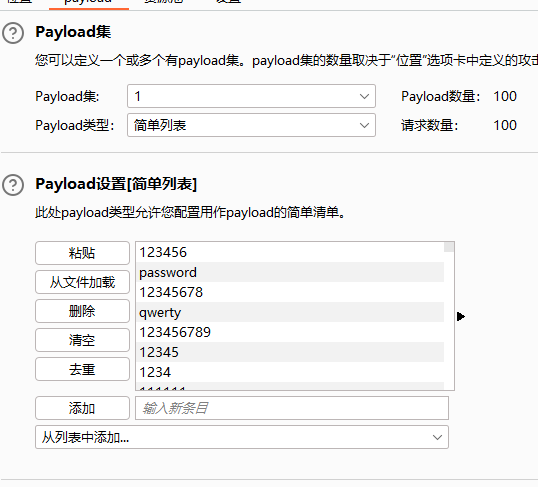 payload
Payload集
您可以定义一个或多个有payload集。payload集的数量取决于“位置”选项卡中定义的攻击
Payload集: 1 Payload数量: 100
Payload类型: 简单列表 请求数量: 100
Payload设置[简单列表]
此处payload类型允许您配置用作payload的简单清单。
粘贴
从文件加载
删除
清空
去重
123456
password
12345678
qwerty
123456789
12345
1234
111111
添加 输入新条目
从列表中添加...